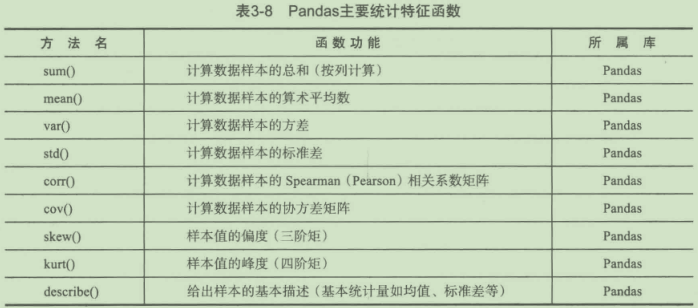 表3-8 Pandas主要统计特征函数
方 法 名 函 数 功 能 所 属 库
sum() 计算数据样本的总和（按列计算） Pandas
mean() 计算数据样本的算术平均数 Pandas
var() 计算数据样本的方差 Pandas
std() 计算数据样本的标准差 Pandas
corr() 计算数据样本的 Spearman（Pearson）相关系数矩阵 Pandas
cov() 计算数据样本的协方差矩阵 Pandas
skew() 样本值的偏度（三阶矩） Pandas
kurt() 样本值的峰度（四阶矩） Pandas
describe() 给出样本的基本描述（基本统计量如均值、标准差等） Pandas